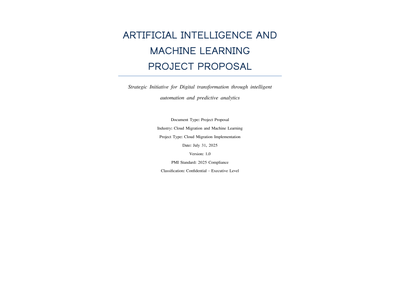 ARTIFICIAL INTELLIGENCE AND
MACHINE LEARNING
PROJECT PROPOSAL
Strategic Initiative for Digital transformation through intelligent
automation and predictive analytics
Document Type: Project Proposal
Industry: Cloud Migration and Machine Learning
Project Type: Cloud Migration Implementation
Date: July 31, 2025
Version: 1.0
PMI Standard: 2025 Compliance
Classification: Confidential - Executive Level